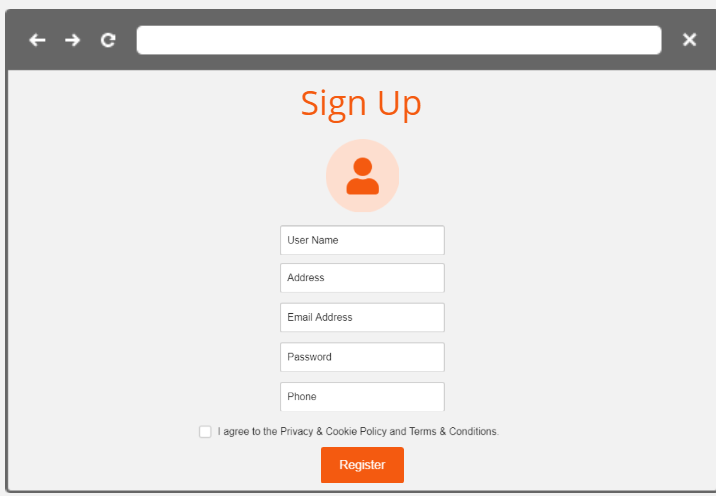 Sign Up
User Name
Address
Email Address
Password
Phone
I agree to the Privacy & Cookie Policy and Terms & Conditions.
Register